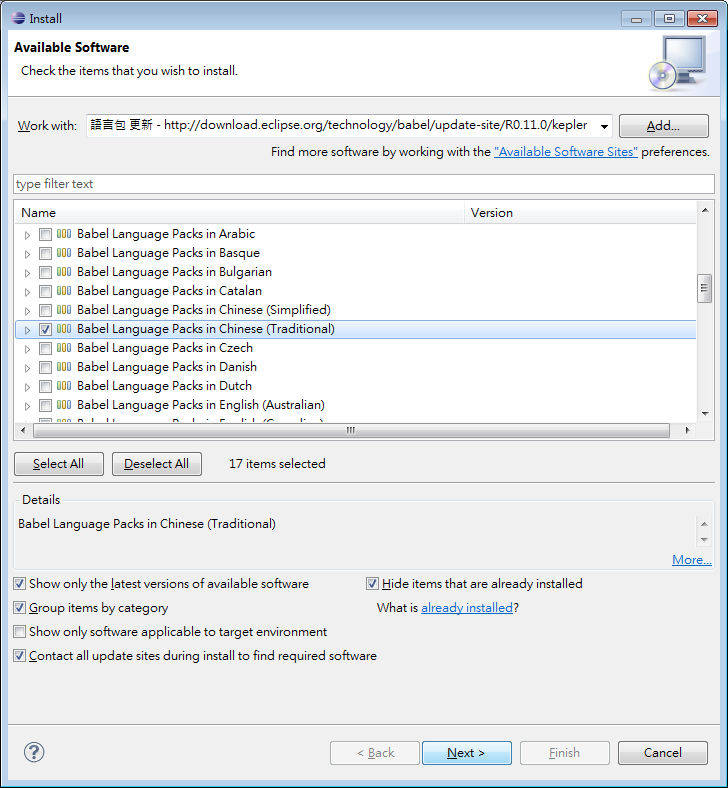 Install
Available Software
Check the items that you wish to install.
Work with: 語言包 更新 - http://download.eclipse.org/technology/babel/update-site/R0.11.0/kepler Add...
Find more software by working with the "Available Software Sites" preferences.
type filter text
Name Version
Babel Language Packs in Arabic
Babel Language Packs in Basque
Babel Language Packs in Bulgarian
Babel Language Packs in Catalan
Babel Language Packs in Chinese (Simplified)
Babel Language Packs in Chinese (Traditional)
Babel Language Packs in Czech
Babel Language Packs in Danish
Babel Language Packs in Dutch
Babel Language Packs in English (Australian)
Select All Deselect All 17 items selected
Details
Babel Language Packs in Chinese (Traditional)
More...
Show only the latest versions of available software Hide items that are already installed
Group items by category What is already installed?
Show only software applicable to target environment
Contact all update sites during install to find required software
? < Back Next > Finish Cancel